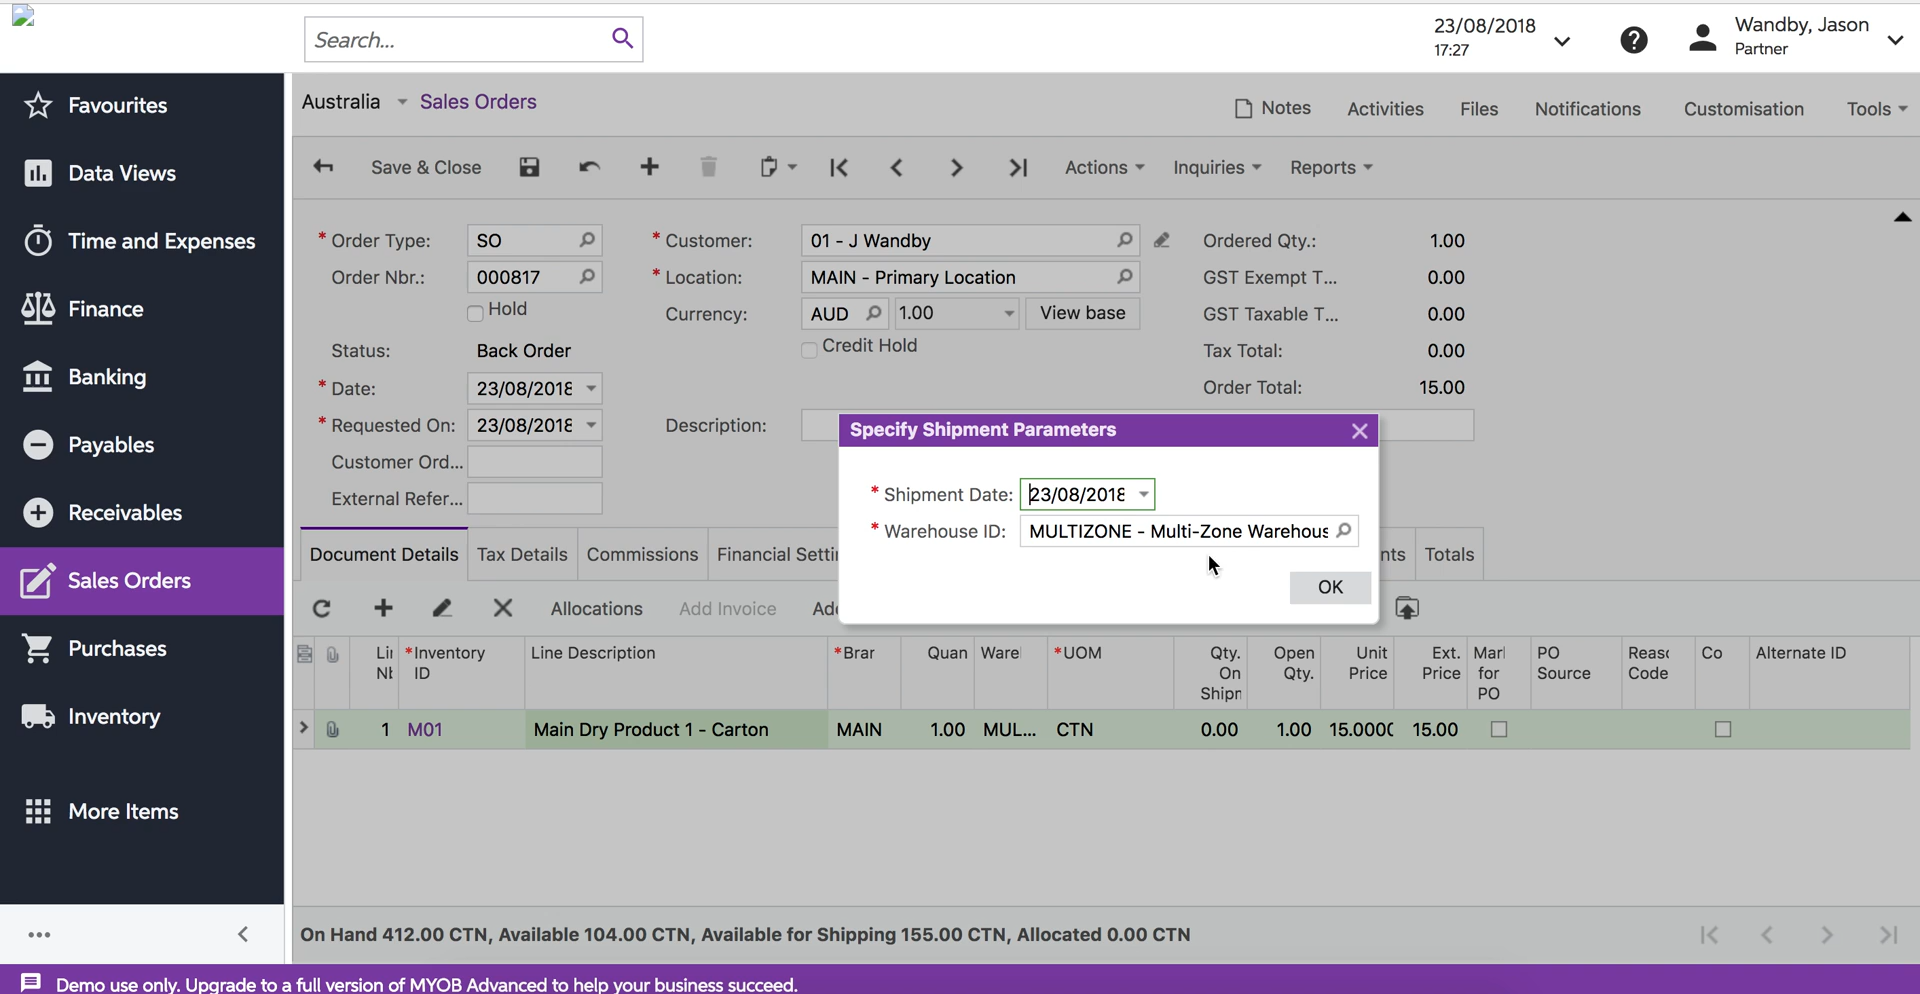 Search...
23/08/2018
17:27
Wandby, Jason
Partner
Favourites
Data Views
Time and Expenses
Finance
Banking
Payables
Receivables
Sales Orders
Purchases
Inventory
More Items
Australia Sales Orders
Notes Activities Files Notifications Customisation Tools
Save & Close Actions Inquiries Reports
* Order Type: SO * Customer: 01 - J Wandby Ordered Qty.: 1.00
Order Nbr.: 000817 * Location: MAIN - Primary Location GST Exempt T... 0.00
Hold
Currency: AUD 1.00 View base GST Taxable T... 0.00
Status: Back Order Credit Hold Tax Total: 0.00
* Date: 23/08/2018 Order Total: 15.00
* Requested On: 23/08/2018 Description:
Customer Ord...
External Refer...
Specify Shipment Parameters
* Shipment Date: 23/08/2018
* Warehouse ID: MULTIZONE - Multi-Zone Warehous
OK
Document Details Tax Details Commissions Financial Setti nts Totals
Allocations Add Invoice Ad
*Inventory Line Description *Brar Quan Ware *UOM Qty. Open Unit Ext. Marl PO Reasc Co Alternate ID
ID On Qty. Price Price for Source Code
Shipn PO
1 M01 Main Dry Product 1 - Carton MAIN 1.00 MUL... CTN 0.00 1.00 15.000 15.00
On Hand 412.00 CTN, Available 104.00 CTN, Available for Shipping 155.00 CTN, Allocated 0.00 CTN
Demo use only. Upgrade to a full version of MYOB Advanced to help your business succeed.